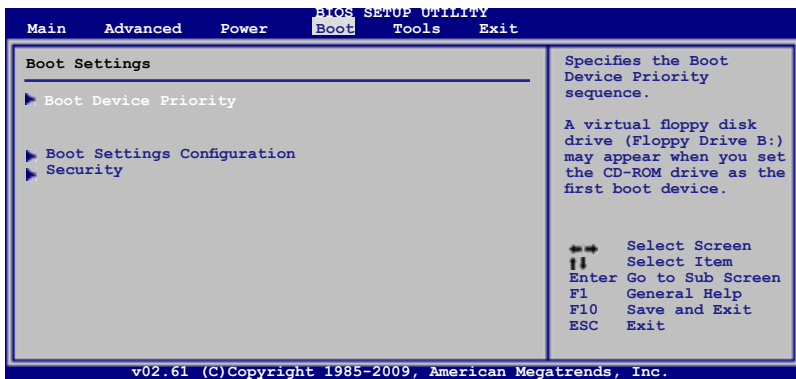 BIOS SETUP UTILITY
Main Advanced Power Boot Tools Exit
Boot Settings
Boot Device Priority
Boot Settings Configuration
Security
Specifies the Boot
Device Priority
sequence.
A virtual floppy disk
drive (Floppy Drive B:)
may appear when you set
the CD-ROM drive as the
first boot device.
Select Screen
Select Item
Enter Go to Sub Screen
F1 General Help
F10 Save and Exit
ESC Exit
v02.61 (C)Copyright 1985-2009, American Megatrends, Inc.